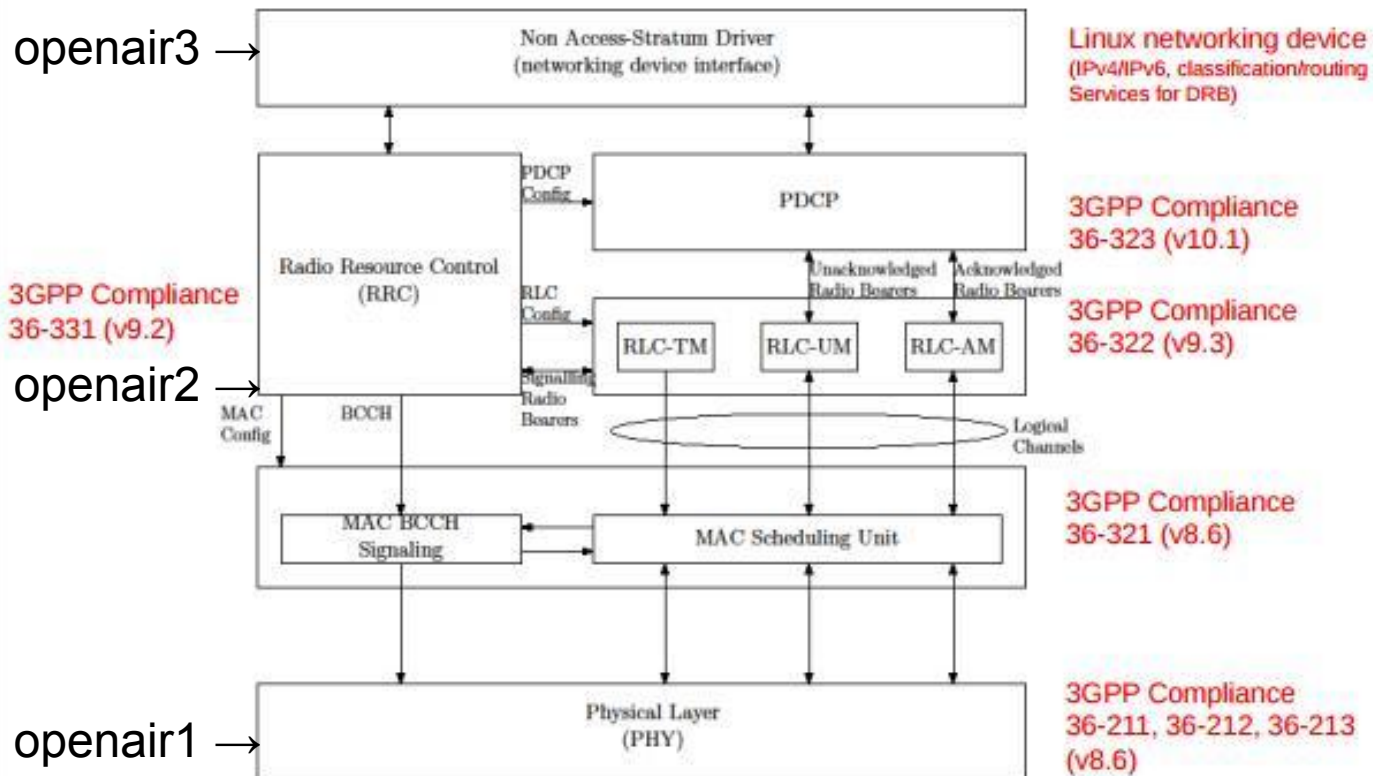 openair3 →
Non Access-Stratum Driver
(networking device interface)
Linux networking device
(IPv4/IPv6, classification/routing
Services for DRB)
PDCP
Config
PDCP
3GPP Compliance
36-323 (v10.1)
Radio Resource Control
(RRC)
3GPP Compliance
36-331 (v9.2)
openair2 →
Unacknowledged
Radio Bearers
Acknowledged
Radio Bearers
RLC
Config
RLC-TM
RLC-UM
RLC-AM
3GPP Compliance
36-322 (v9.3)
Signalling
Radio
Bearers
MAC
Config
BCCH
Logical
Channels
MAC BCCH
Signaling
MAC Scheduling Unit
3GPP Compliance
36-321 (v8.6)
openair1 →
Physical Layer
(PHY)
3GPP Compliance
36-211, 36-212, 36-213
(v8.6)